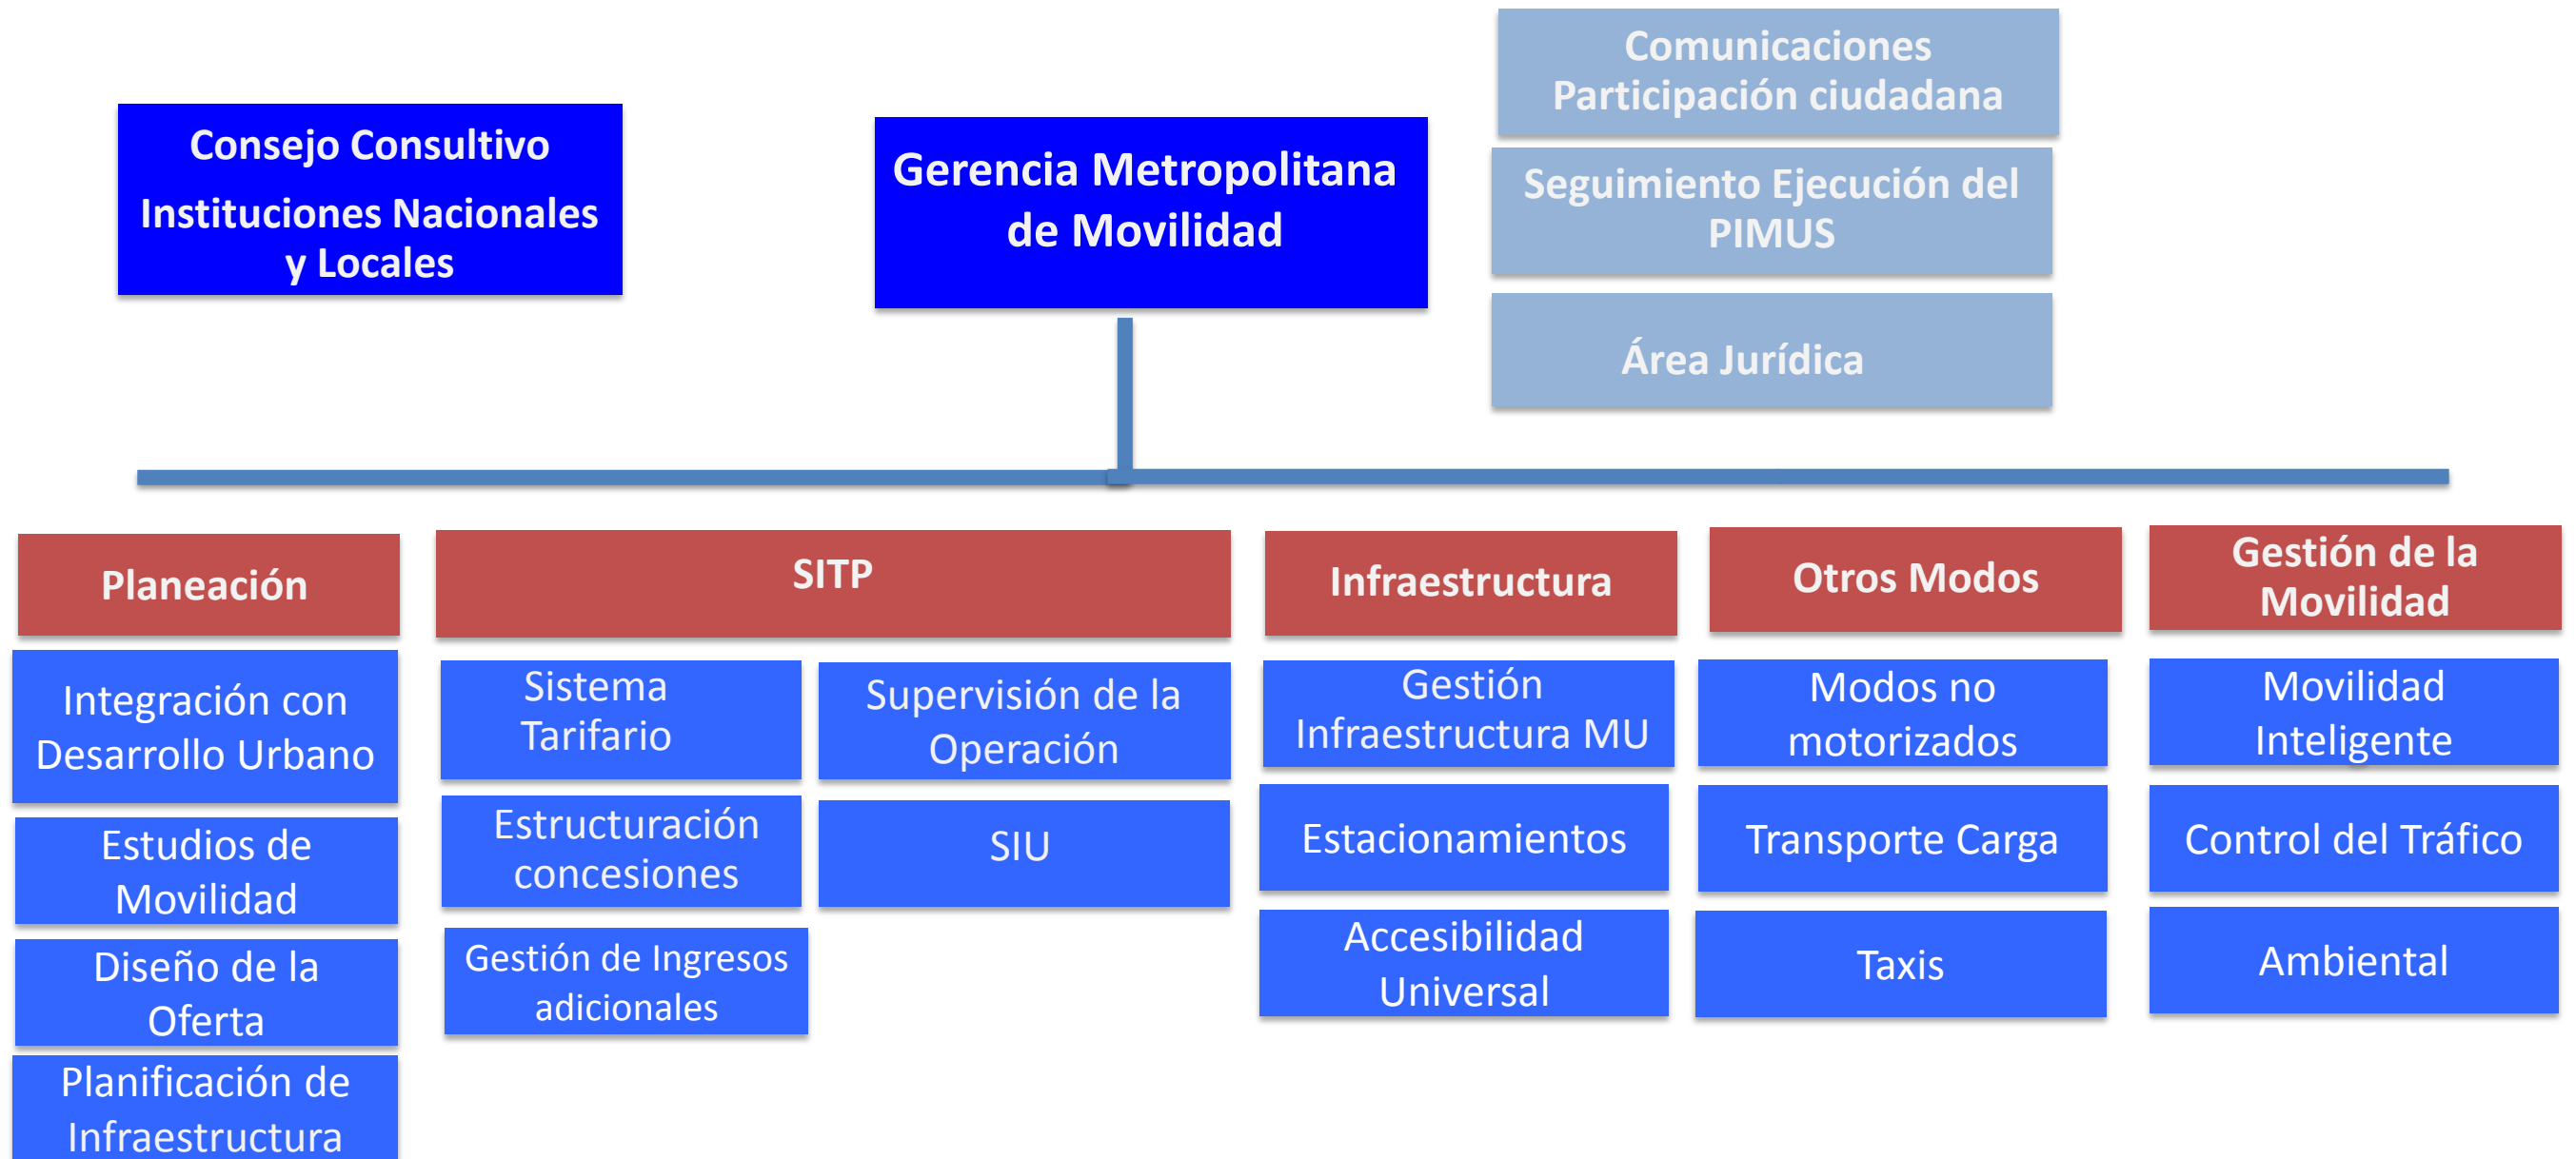 Comunicaciones
Participación ciudadana
Consejo Consultivo
Instituciones Nacionales
y Locales
Gerencia Metropolitana
de Movilidad
Seguimiento Ejecución del
PIMUS
Área Jurídica
Planeación
Integración con
Desarrollo Urbano
Estudios de
Movilidad
Diseño de la
Oferta
Planificación de
Infraestructura
SITP
Sistema
Tarifario
Estructuración
concesiones
Gestión de Ingresos
adicionales
Supervisión de la
Operación
SIU
Infraestructura
Gestión
Infraestructura MU
Estacionamientos
Accesibilidad
Universal
Otros Modos
Modos no
motorizados
Transporte Carga
Taxis
Gestión de la
Movilidad
Movilidad
Inteligente
Control del Tráfico
Ambiental